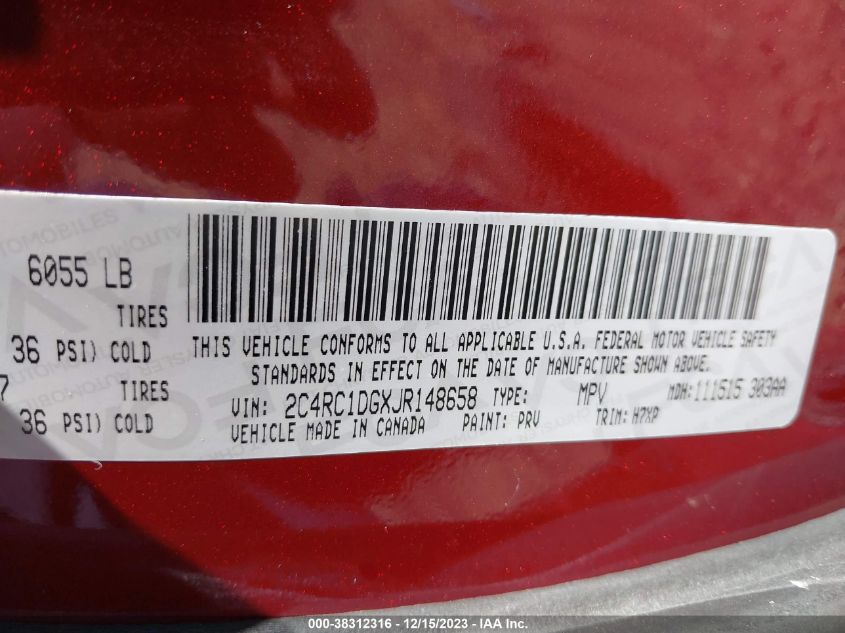 6055 LB
TIRES
36 PSI) COLD
7 TIRES
36 PSI) COLD
THIS VEHICLE CONFORMS TO ALL APPLICABLE U.S.A. FEDERAL MOTOR VEHICLE SAFETY
STANDARDS IN EFFECT ON THE DATE OF MANUFACTURE SHOWN ABOVE.
VIN: 2C4RC1DGXJR148658 TYPE: MPV MDH: 111515 303AA
VEHICLE MADE IN CANADA PAINT: PRV TRIM: H7XP
000-38312316 - 12/15/2023 - IAA Inc.